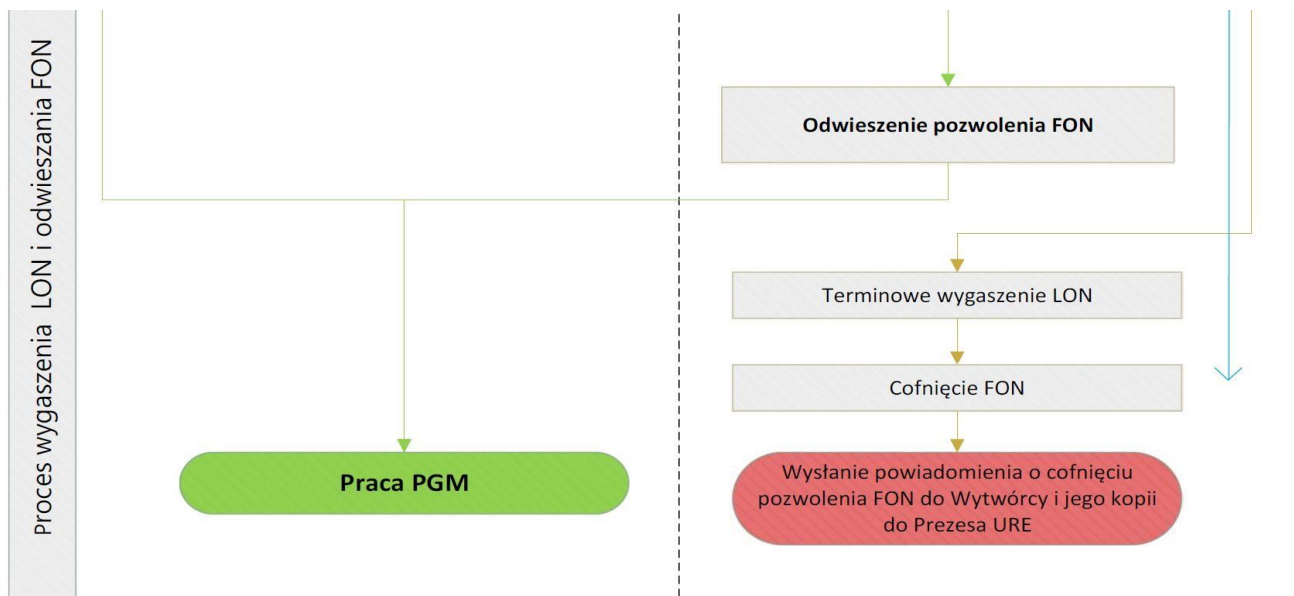 Proces wygaszenia LON i odwieszania FON
Odwieszenie pozwolenia FON
Terminowe wygaszenie LON
Cofnięcie FON
Praca PGM
Wysłanie powiadomienia o cofnięciu
pozwolenia FON do Wytwórcy i jego kopii
do Prezesa URE